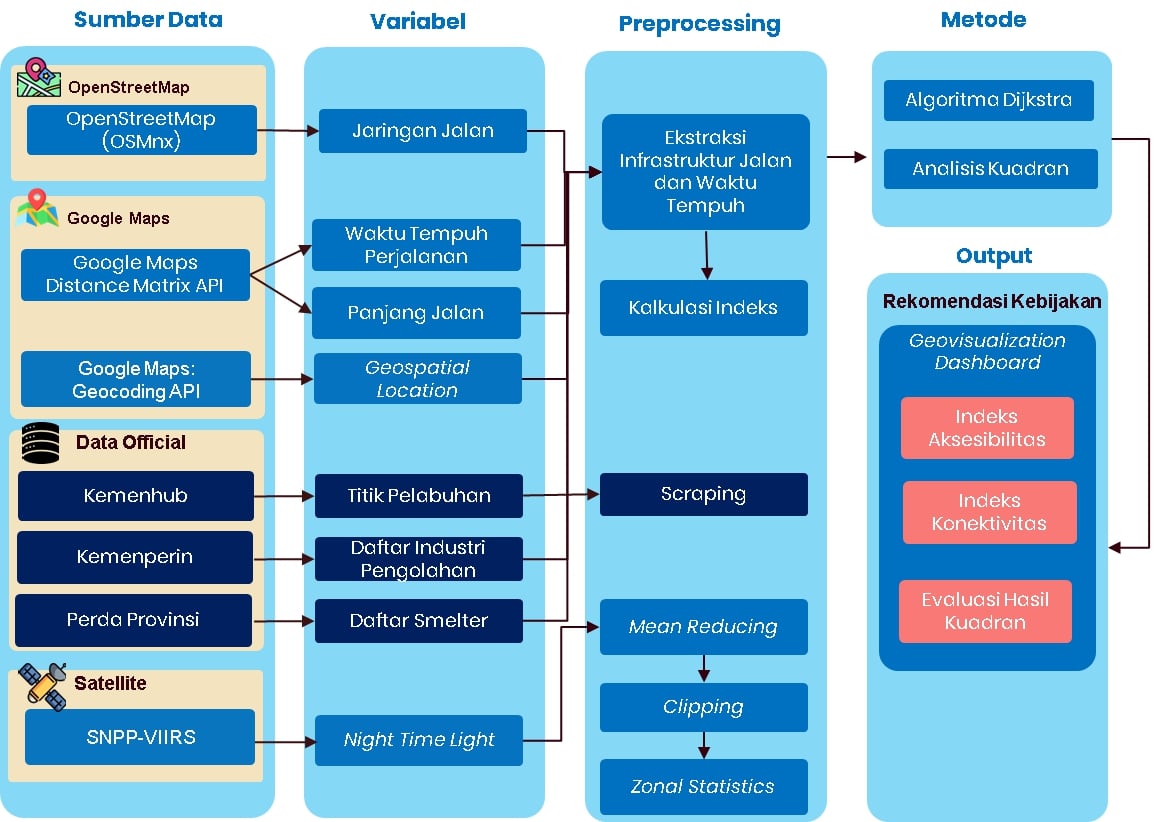 Sumber Data
OpenStreetMap
OpenStreetMap
(OSMnx)
Google Maps
Google Maps
Distance Matrix API
Google Maps:
Geocoding API
Data Official
Kemenhub
Kemenperin
Perda Provinsi
Satellite
SNPP-VIIRS
Variabel
Jaringan Jalan
Waktu Tempuh
Perjalanan
Panjang Jalan
Geospatial
Location
Titik Pelabuhan
Daftar Industri
Pengolahan
Daftar Smelter
Night Time Light
Preprocessing
Ekstraksi
Infrastruktur Jalan
dan Waktu
Tempuh
Kalkulasi Indeks
Scraping
Mean Reducing
Clipping
Zonal Statistics
Metode
Algoritma Dijkstra
Analisis Kuadran
Output
Rekomendasi Kebijakan
Geovisualization
Dashboard
Indeks
Aksesibilitas
Indeks
Konektivitas
Evaluasi Hasil
Kuadran